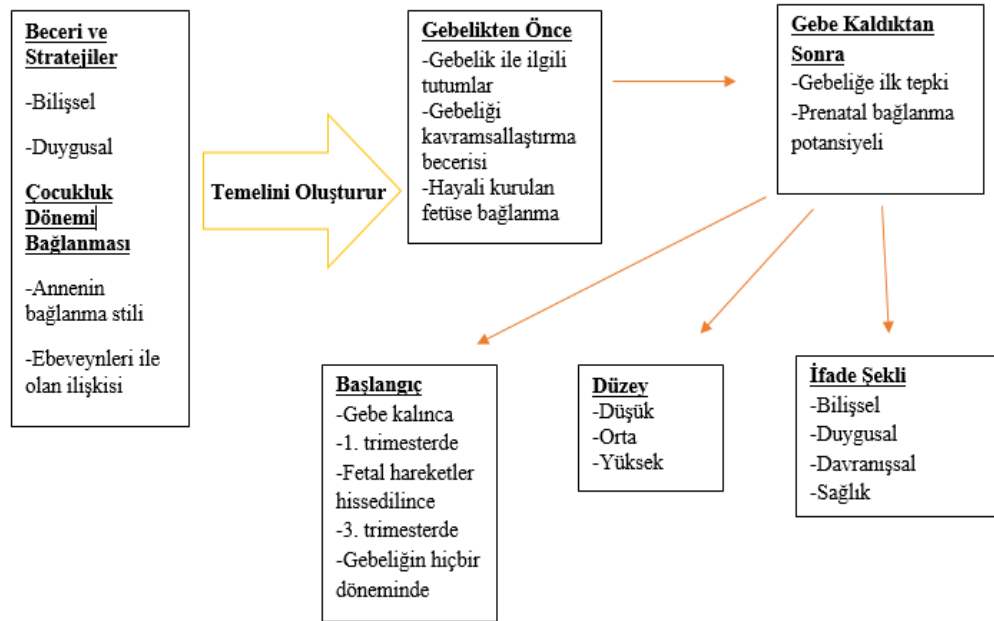 Beceri ve
Stratejiler
-Bilişsel
-Duygusal
Çocukluk
Dönemi
Bağlanması
-Annenin
bağlanma stili
-Ebeveynleri ile
olan ilişkisi
Temelini Oluşturur
Gebelikten Önce
-Gebelik ile ilgili
tutumlar
-Gebeliği
kavramsallaştırma
becerisi
-Hayali kurulan
fetüse bağlanma
Gebe Kaldıktan
Sonra
-Gebeliğe ilk tepki
-Prenatal bağlanma
potansiyeli
Başlangıç
-Gebe kalınca
-1. trimesterde
-Fetal hareketler
hissedilince
-3. trimesterde
-Gebeliğin hiçbir
döneminde
Düzey
-Düşük
-Orta
-Yüksek
İfade Şekli
-Bilişsel
-Duygusal
-Davranışsal
-Sağlık